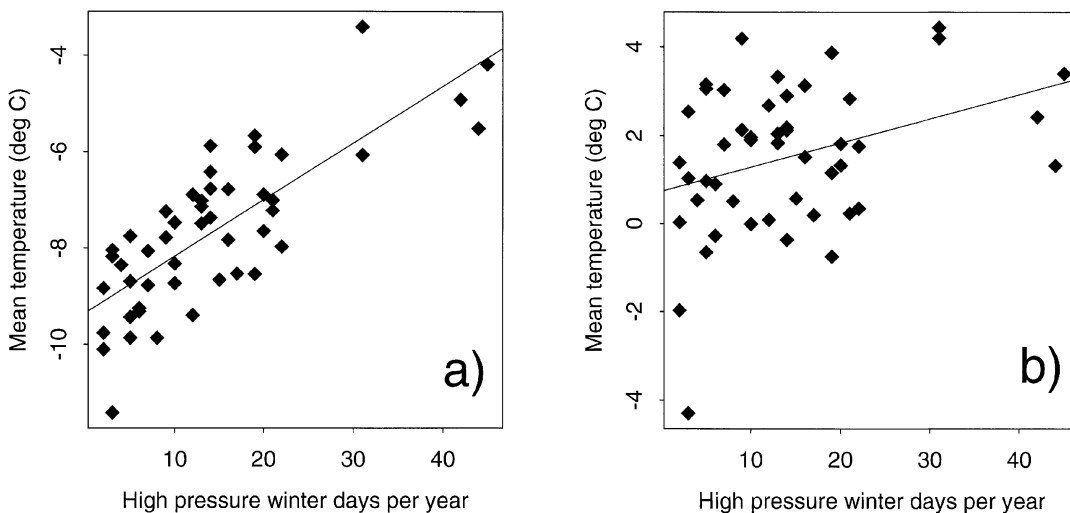 Mean temperature (deg C)
-4
-6
-8
-10
a)
10 20 30 40
High pressure winter days per year
Mean temperature (deg C)
4
2
0
-2
-4
b)
10 20 30 40
High pressure winter days per year